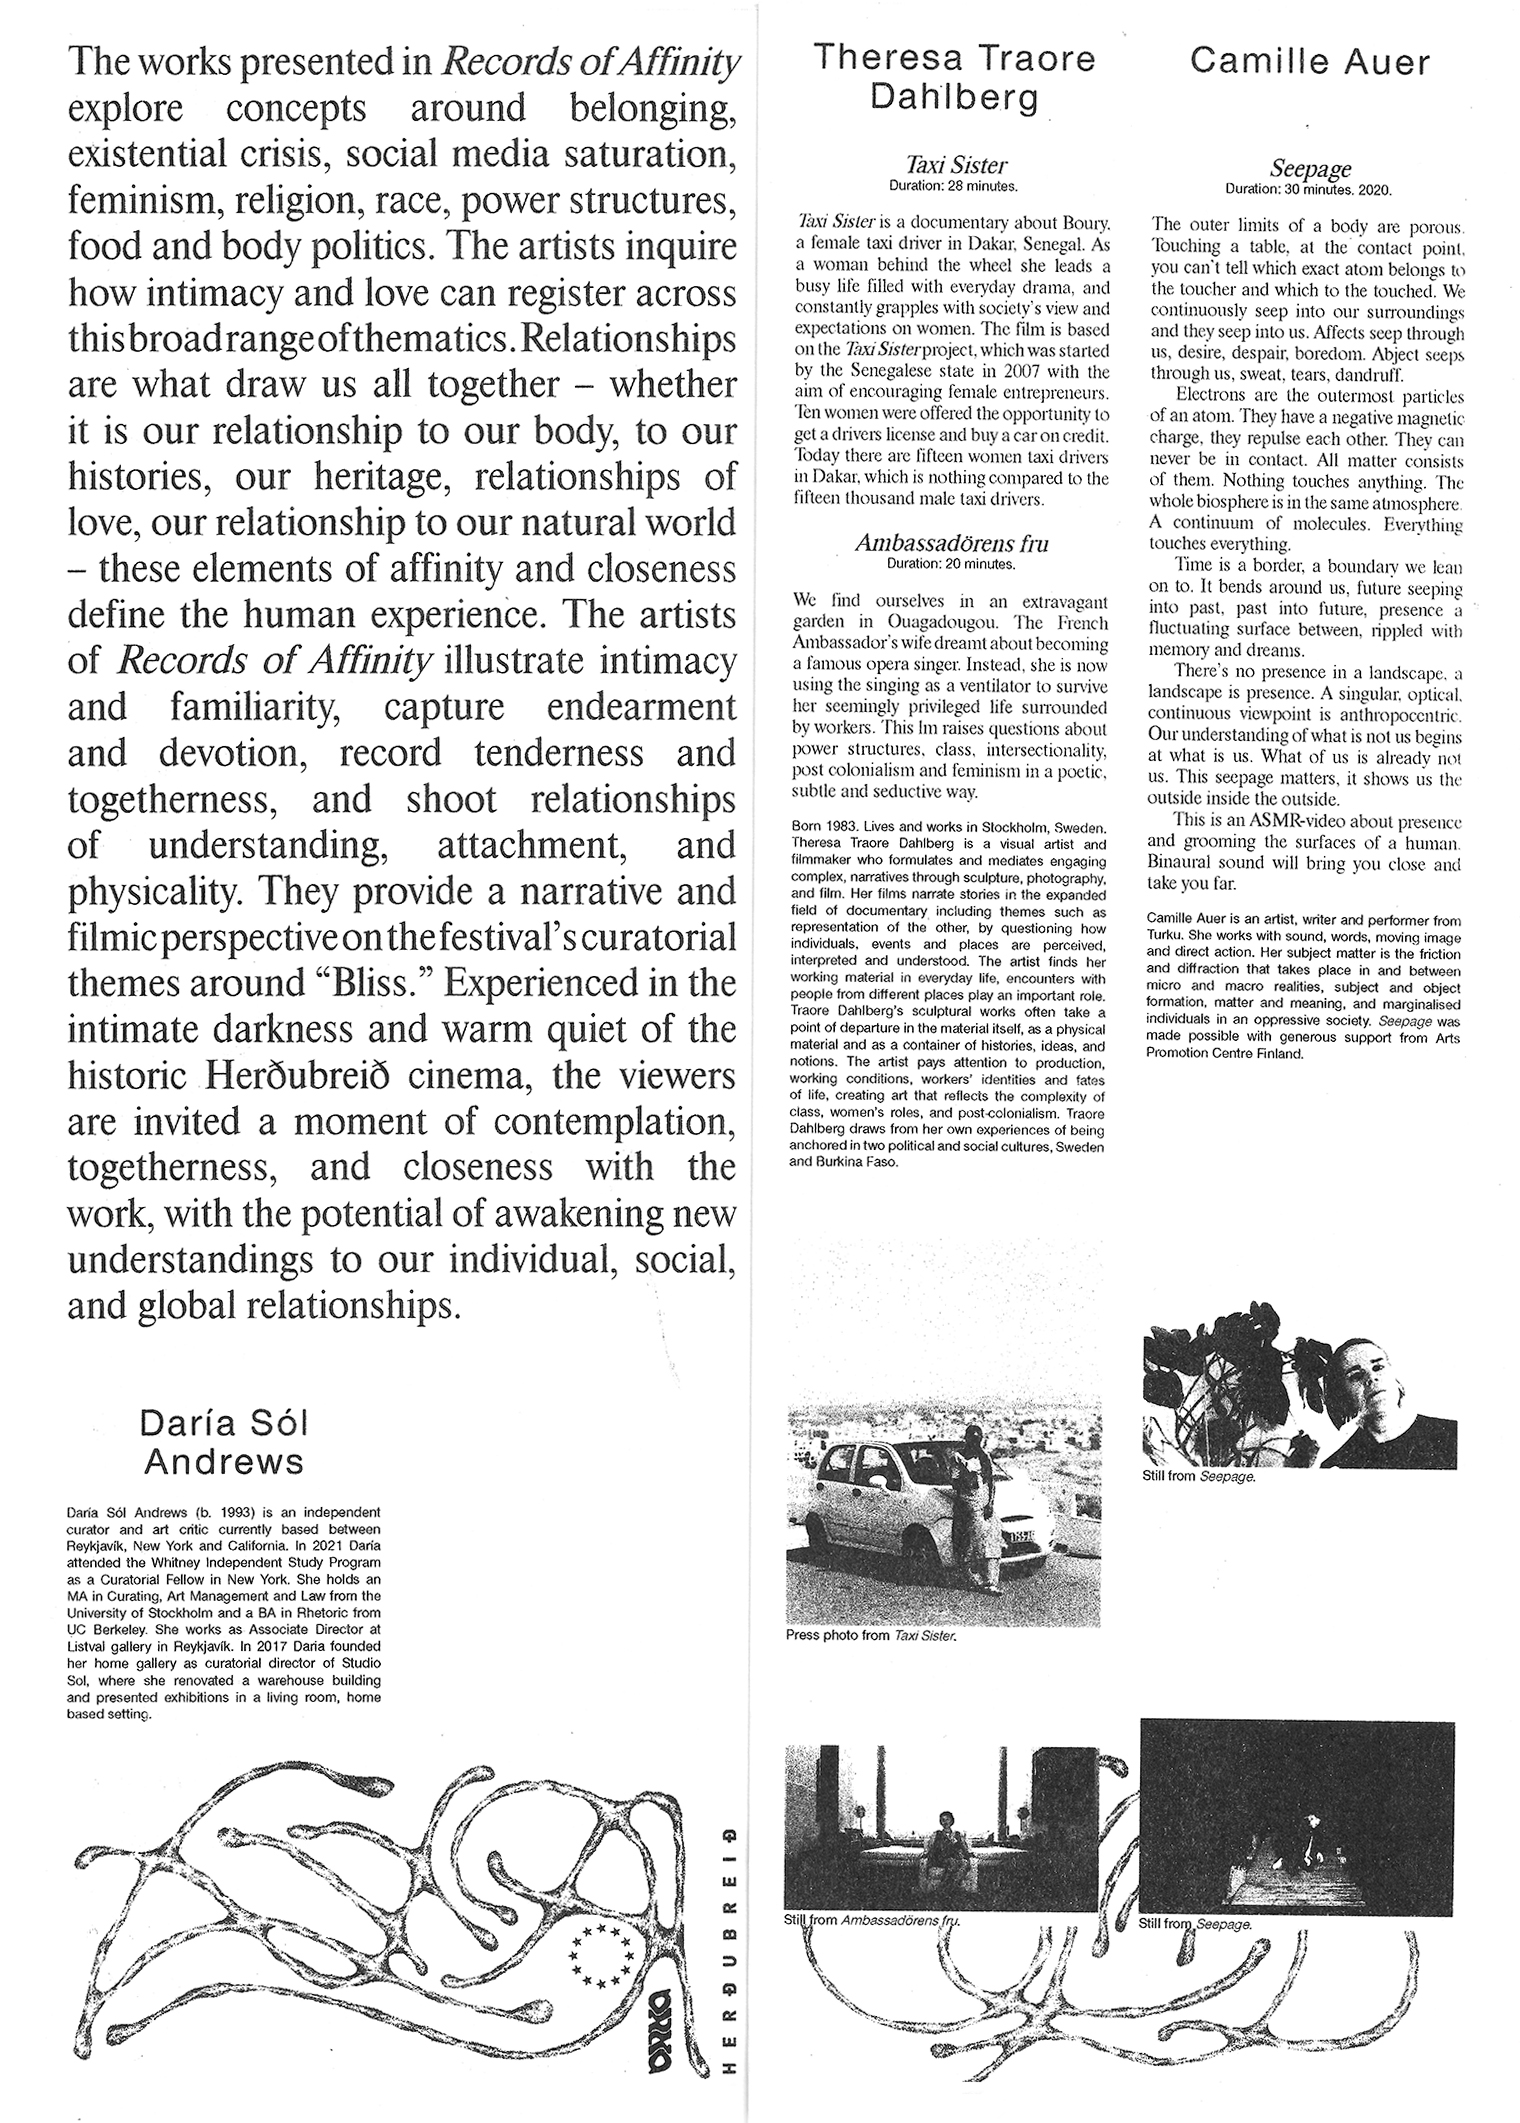 The works presented in Records of Affinity
explore concepts around belonging,
existential crisis, social media saturation,
feminism, religion, race, power structures,
food and body politics. The artists inquire
how intimacy and love can register across
this broad range of thematics. Relationships
are what draw us all together – whether
it is our relationship to our body, to our
histories, our heritage, relationships of
love, our relationship to our natural world
– these elements of affinity and closeness
define the human experience. The artists
of Records of Affinity illustrate intimacy
and familiarity, capture endearment
and devotion, record tenderness and
togetherness, and shoot relationships
of understanding, attachment, and
physicality. They provide a narrative and
filmic perspective on the festival's curatorial
themes around “Bliss.” Experienced in the
intimate darkness and warm quiet of the
historic Herðubreið cinema, the viewers
are invited a moment of contemplation,
togetherness, and closeness with the
work, with the potential of awakening new
understandings to our individual, social,
and global relationships.
Daría Sól
Andrews
Daría Sól Andrews (b. 1993) is an independent
curator and art critic currently based between
Reykjavík, New York and California. In 2021 Daría
attended the Whitney Independent Study Program
as a Curatorial Fellow in New York. She holds an
MA in Curating, Art Management and Law from the
University of Stockholm and a BA in Rhetoric from
UC Berkeley. She works as Associate Director at
Listval gallery in Reykjavík. In 2017 Daria founded
her home gallery as curatorial director of Studio
Sol, where she renovated a warehouse building
and presented exhibitions in a living room, home
based setting.
HERÐUBREIÐ
Theresa Traore
Dahlberg
Taxi Sister
Duration: 28 minutes.
Taxi Sister is a documentary about Boury,
a female taxi driver in Dakar, Senegal. As
a woman behind the wheel she leads a
busy life filled with everyday drama, and
constantly grapples with society's view and
expectations on women. The film is based
on the Taxi Sister project, which was started
by the Senegalese state in 2007 with the
aim of encouraging female entrepreneurs.
Ten women were offered the opportunity to
get a drivers license and buy a car on credit.
Today there are fifteen women taxi drivers
in Dakar, which is nothing compared to the
fifteen thousand male taxi drivers.
Ambassadörens fru
Duration: 20 minutes.
We find ourselves in an extravagant
garden in Ouagadougou. The French
Ambassador's wife dreamt about becoming
a famous opera singer. Instead, she is now
using the singing as a ventilator to survive
her seemingly privileged life surrounded
by workers. This lm raises questions about
power structures, class, intersectionality,
post colonialism and feminism in a poetic,
subtle and seductive way.
Born 1983. Lives and works in Stockholm, Sweden.
Theresa Traore Dahlberg is a visual artist and
filmmaker who formulates and mediates engaging
complex, narratives through sculpture, photography,
and film. Her films narrate stories in the expanded
field of documentary including themes such as
representation of the other, by questioning how
individuals, events and places are perceived,
interpreted and understood. The artist finds her
working material in everyday life, encounters with
people from different places play an important role.
Traore Dahlberg's sculptural works often take a
point of departure in the material itself, as a physical
material and as a container of histories, ideas, and
notions. The artist pays attention to production,
working conditions, workers' identities and fates
of life, creating art that reflects the complexity of
class, women's roles, and post-colonialism. Traore
Dahlberg draws from her own experiences of being
anchored in two political and social cultures, Sweden
and Burkina Faso.
Press photo from Taxi Sister.
Still from Ambassadörens fru.
Camille Auer
Seepage
Duration: 30 minutes. 2020.
The outer limits of a body are porous.
Touching a table, at the contact point,
you can't tell which exact atom belongs to
the toucher and which to the touched. We
continuously seep into our surroundings
and they seep into us. Affects seep through
us, desire, despair, boredom. Abject seeps
through us, sweat, tears, dandruff.
Electrons are the outermost particles
of an atom. They have a negative magnetic
charge, they repulse each other. They can
never be in contact. All matter consists
of them. Nothing touches anything. The
whole biosphere is in the same atmosphere.
A continuum of molecules. Everything
touches everything.
Time is a border, a boundary we lean
on to. It bends around us, future seeping
into past, past into future, presence a
fluctuating surface between, rippled with
memory and dreams.
There's no presence in a landscape, a
landscape is presence. A singular, optical,
continuous viewpoint is anthropocentric.
Our understanding of what is not us begins
at what is us. What of us is already not
us. This seepage matters, it shows us the
outside inside the outside.
This is an ASMR-video about presence
and grooming the surfaces of a human.
Binaural sound will bring you close and
take you far.
Camille Auer is an artist, writer and performer from
Turku. She works with sound, words, moving image
and direct action. Her subject matter is the friction
and diffraction that takes place in and between
micro and macro realities, subject and object
formation, matter and meaning, and marginalised
individuals in an oppressive society. Seepage was
made possible with generous support from Arts
Promotion Centre Finland.
Still from Seepage.
Still from Seepage.